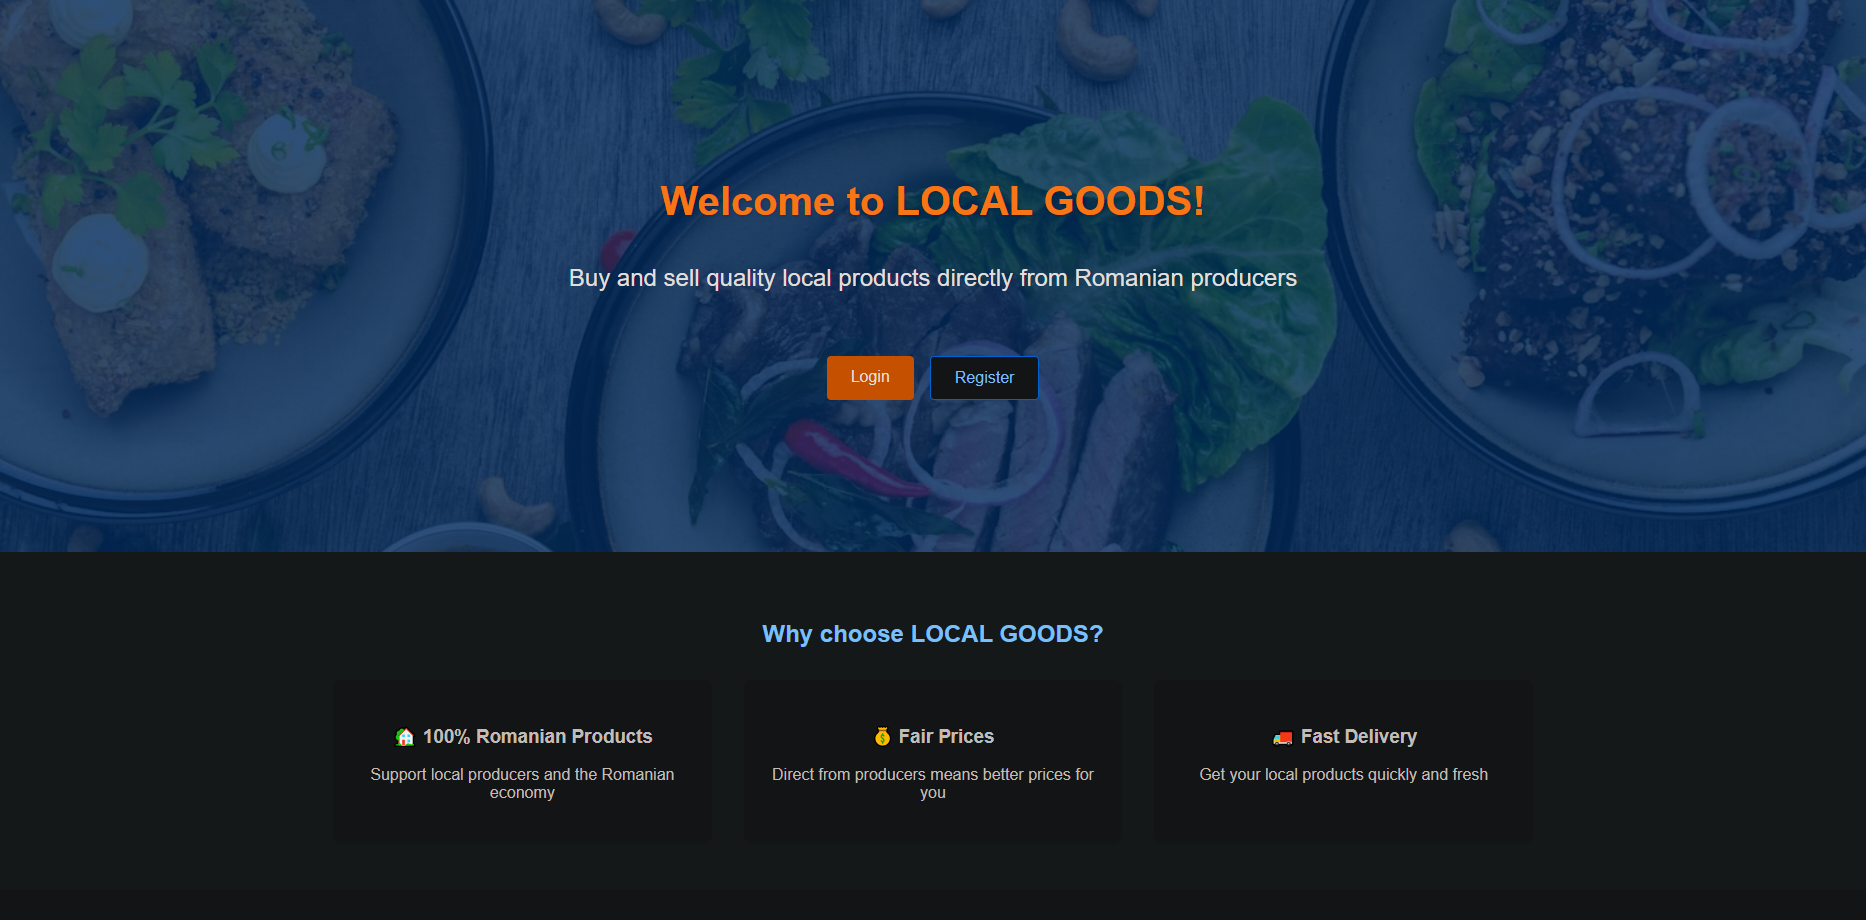 Welcome to LOCAL GOODS!
Buy and sell quality local products directly from Romanian producers
Login
Register
Why choose LOCAL GOODS?
🏡 100% Romanian Products
Support local producers and the Romanian
economy
💰 Fair Prices
Direct from producers means better prices for
you
🚚 Fast Delivery
Get your local products quickly and fresh